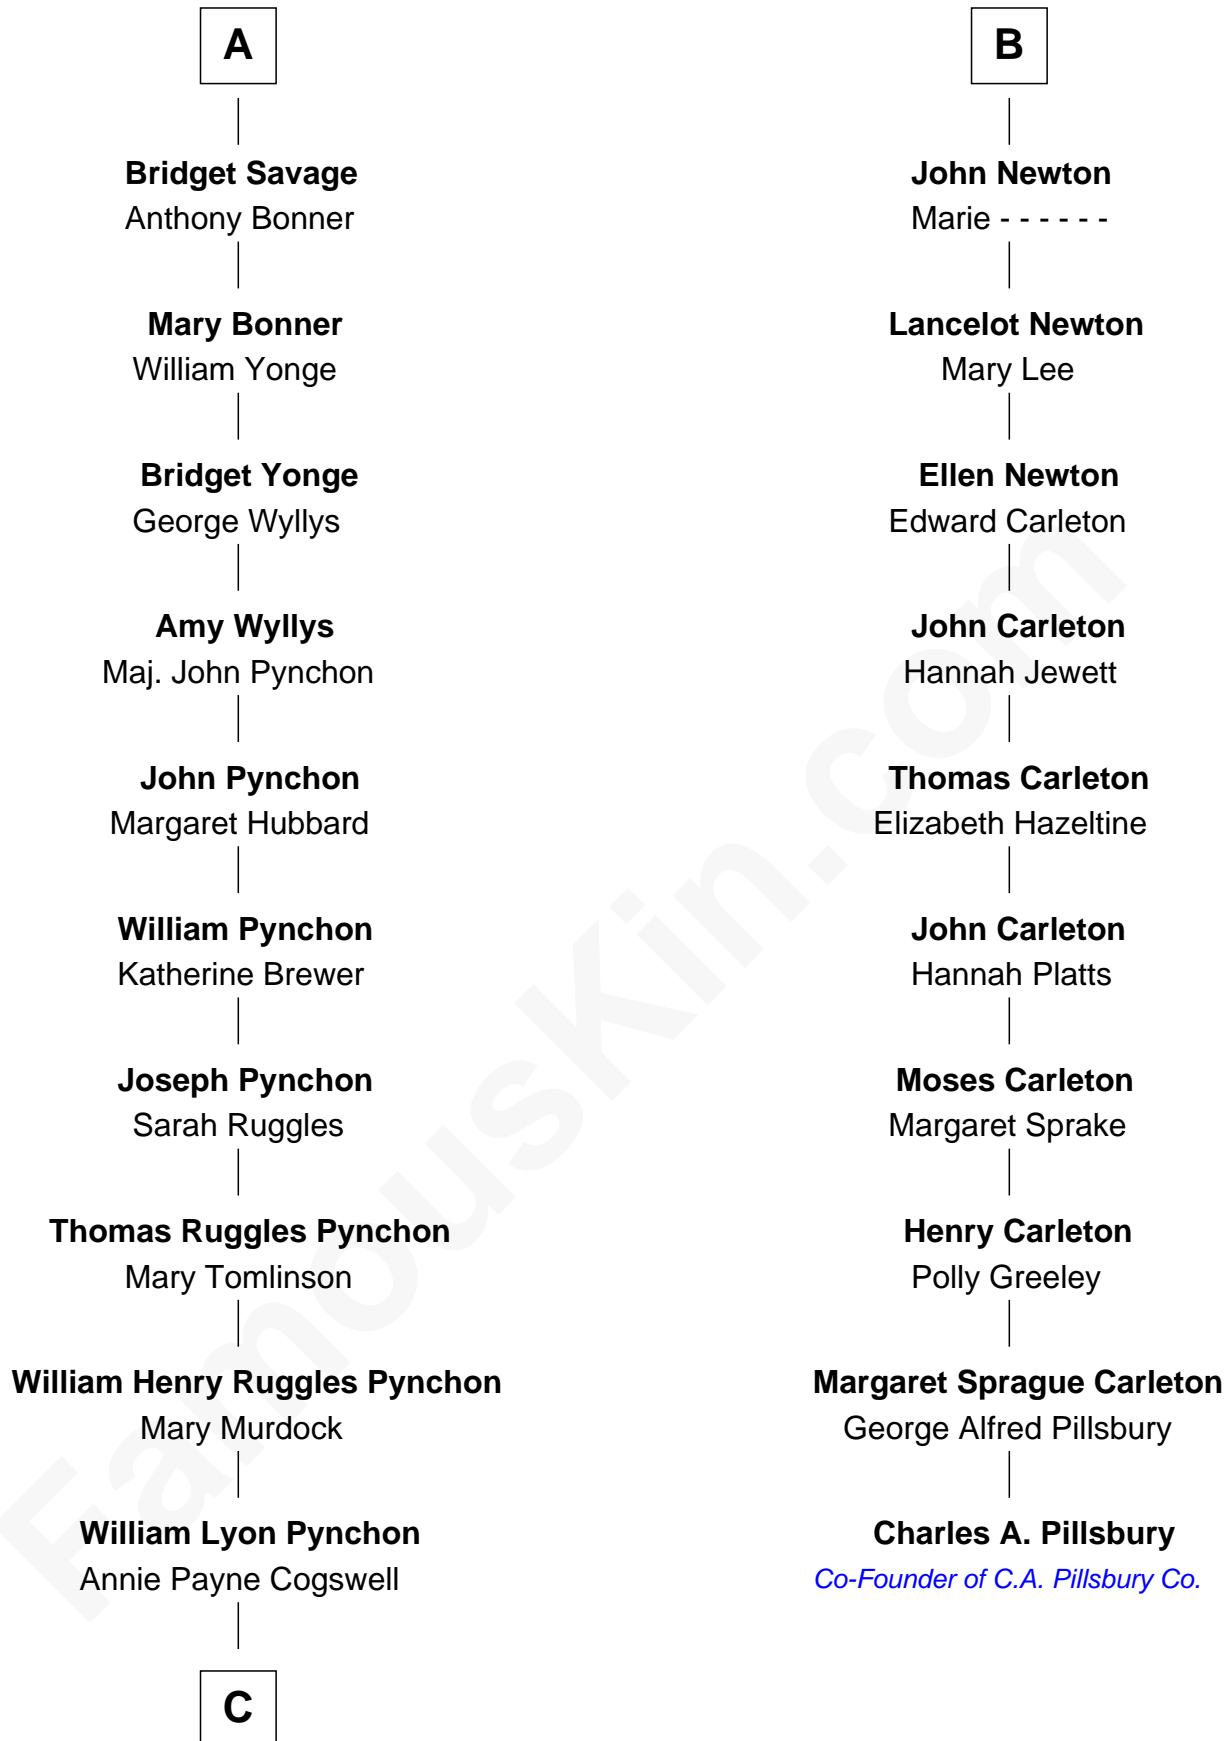 A
Bridget Savage
Anthony Bonner
Mary Bonner
William Yonge
Bridget Yonge
George Wyllys
Amy Wyllys
Maj. John Pynchon
John Pynchon
Margaret Hubbard
William Pynchon
Katherine Brewer
Joseph Pynchon
Sarah Ruggles
Thomas Ruggles Pynchon
Mary Tomlinson
William Henry Ruggles Pynchon
Mary Murdock
William Lyon Pynchon
Annie Payne Cogswell
C
B
John Newton
Marie - - - - - -
Lancelot Newton
Mary Lee
Ellen Newton
Edward Carleton
John Carleton
Hannah Jewett
Thomas Carleton
Elizabeth Hazeltine
John Carleton
Hannah Platts
Moses Carleton
Margaret Sprake
Henry Carleton
Polly Greeley
Margaret Sprague Carleton
George Alfred Pillsbury
Charles A. Pillsbury
Co-Founder of C.A. Pillsbury Co.
FamousKin.com